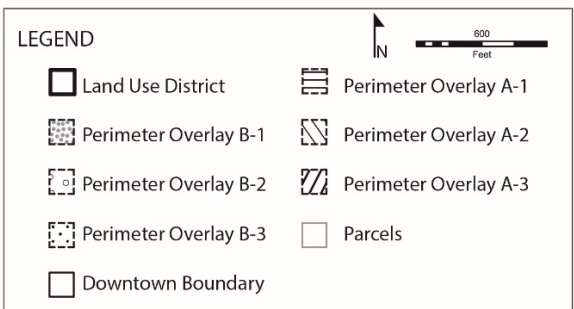 LEGEND
N
600
Feet
Land Use District
Perimeter Overlay A-1
Perimeter Overlay B-1
Perimeter Overlay A-2
Perimeter Overlay B-2
Perimeter Overlay A-3
Perimeter Overlay B-3
Parcels
Downtown Boundary